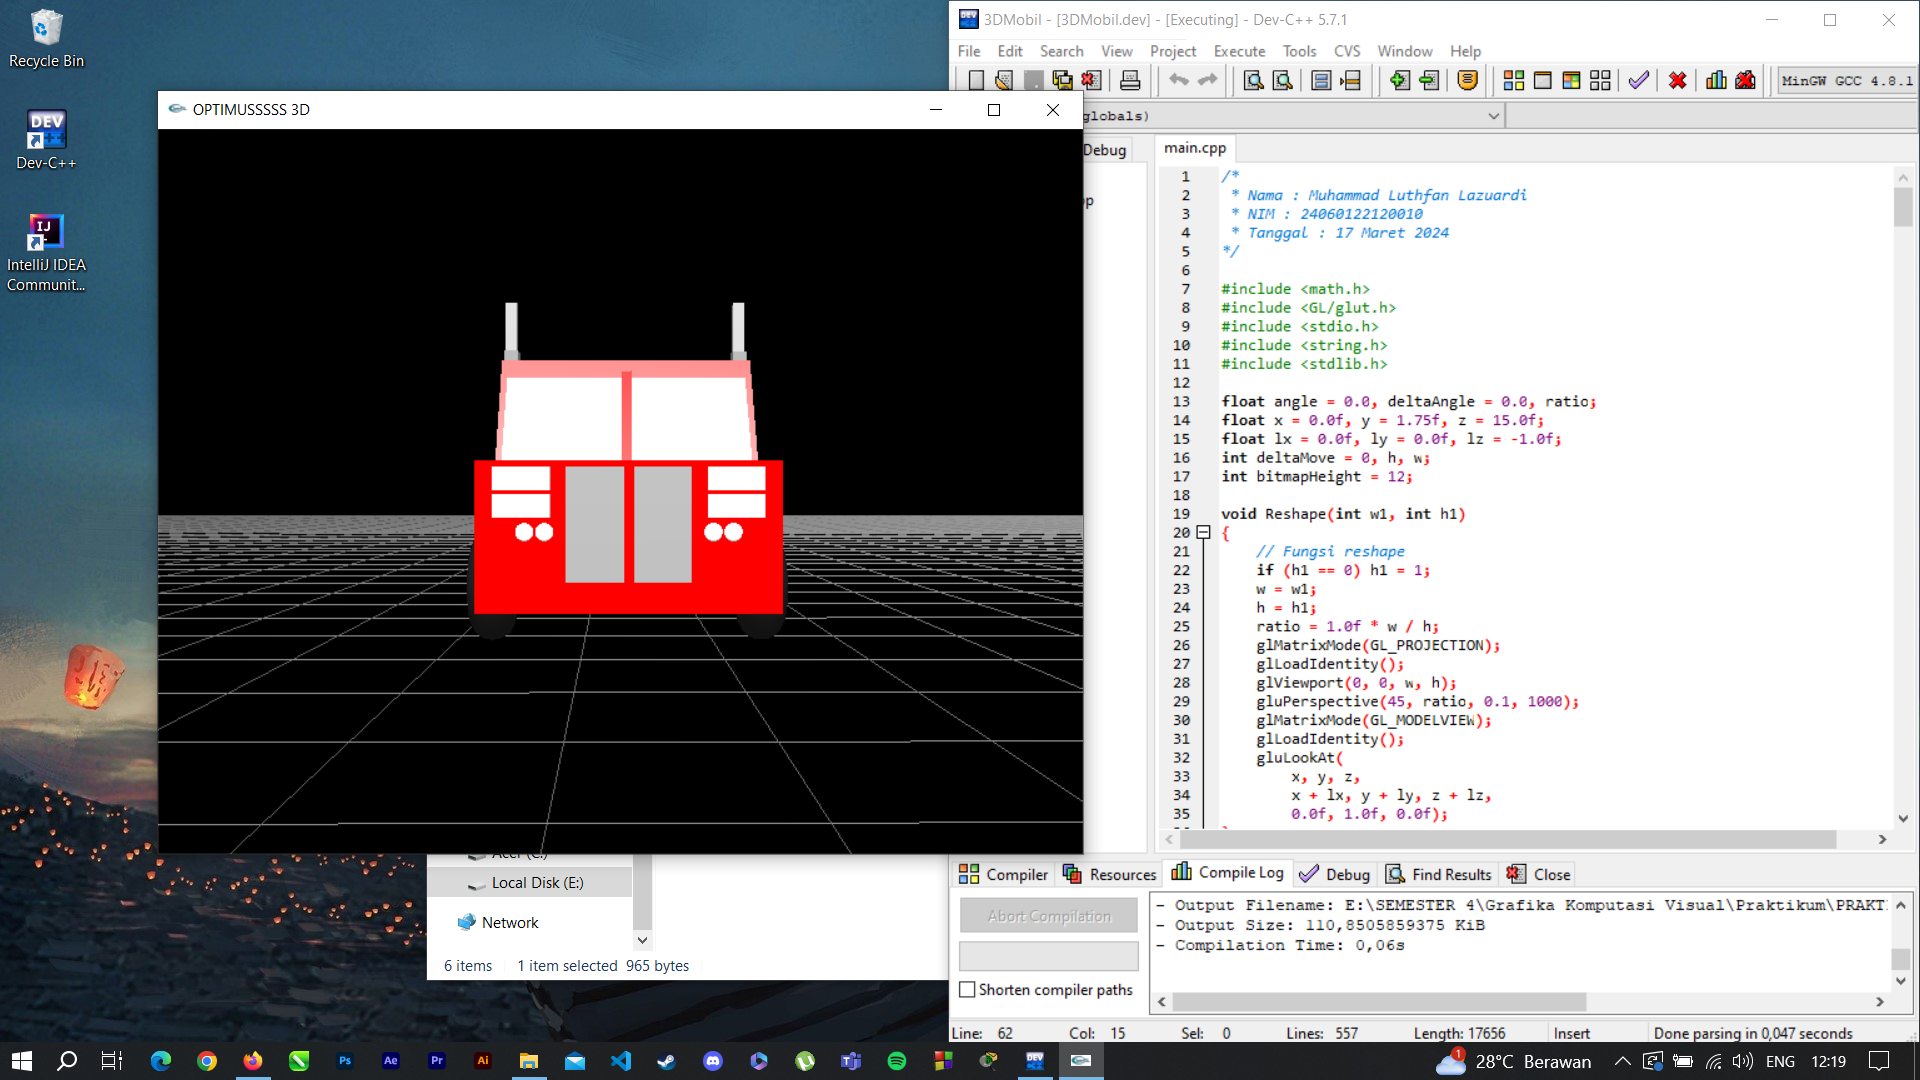 Recycle Bin
Dev-C++
IntelliJ IDEA
Communit...
OPTIMUSSSSS 3D
Local Disk (E:)
Network
6 items 1 item selected 965 bytes
3DMobil - [3DMobil.dev] - [Executing] - Dev-C++ 5.7.1
File Edit Search View Project Execute Tools CVS Window Help
MinGW GCC 4.8.1
globals)
Debug
main.cpp
1 /*
2 * Nama : Muhammad Luthfan Lazuardi
3 * NIM : 24060122120010
4 * Tanggal : 17 Maret 2024
5 */
6
7 #include <math.h>
8 #include <GL/glut.h>
9 #include <stdio.h>
10 #include <string.h>
11 #include <stdlib.h>
12
13 float angle = 0.0, deltaAngle = 0.0, ratio;
14 float x = 0.0f, y = 1.75f, z = 15.0f;
15 float lx = 0.0f, ly = 0.0f, lz = -1.0f;
16 int deltaMove = 0, h, w;
17 int bitmapHeight = 12;
18
19 void Reshape(int w1, int h1)
20 {
21 // Fungsi reshape
22 if (h1 == 0) h1 = 1;
23 w = w1;
24 h = h1;
25 ratio = 1.0f * w / h;
26 glMatrixMode(GL_PROJECTION);
27 glLoadIdentity();
28 glViewport(0, 0, w, h);
29 gluPerspective(45, ratio, 0.1, 1000);
30 glMatrixMode(GL_MODELVIEW);
31 glLoadIdentity();
32 gluLookAt(
33 x, y, z,
34 x + lx, y + ly, z + lz,
35 0.0f, 1.0f, 0.0f);
Compiler Resources Compile Log Debug Find Results Close
Abort Compilation
Shorten compiler paths
- Output Filename: E:\SEMESTER 4\Grafika Komputasi Visual\Praktikum\PRAKT
- Output Size: 110,8505859375 KiB
- Compilation Time: 0,06s
Line: 62 Col: 15 Sel: 0 Lines: 557 Length: 17656 Insert Done parsing in 0,047 seconds
1 28°C Berawan ENG 12:19